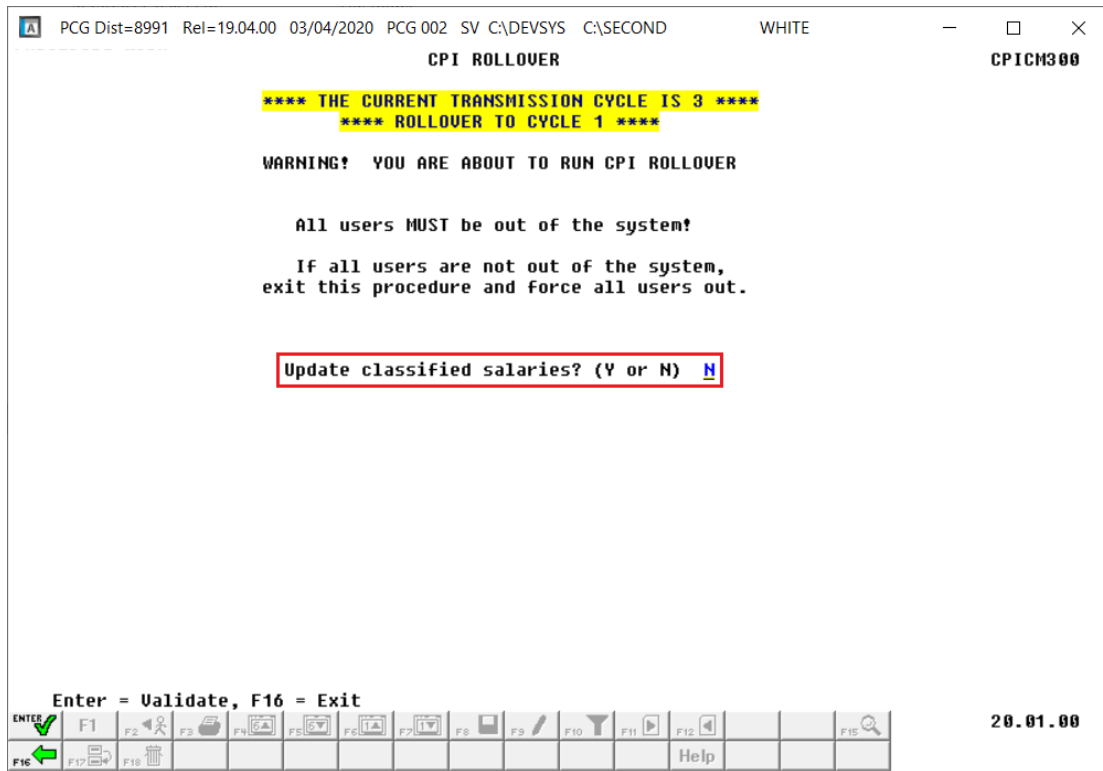 PCG Dist=8991 Rel=19.04.00 03/04/2020 PCG 002 SV C:\DEVSYS C:\SECOND WHITE
CPI ROLLOVER CPICM300
**** THE CURRENT TRANSMISSION CYCLE IS 3 ****
**** ROLLOVER TO CYCLE 1 ****
WARNING! YOU ARE ABOUT TO RUN CPI ROLLOVER
All users MUST be out of the system!
If all users are not out of the system,
exit this procedure and force all users out.
Update classified salaries? (Y or N) N
Enter = Validate, F16 = Exit
ENTER F1 F2 F3 F4 F5 F6 F7 F8 F9 F10 F11 F12 F15 20.01.00
F16 F17 F18 Help